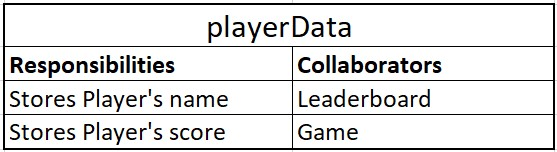 playerData
Responsibilities Collaborators
Stores Player's name Leaderboard
Stores Player's score Game